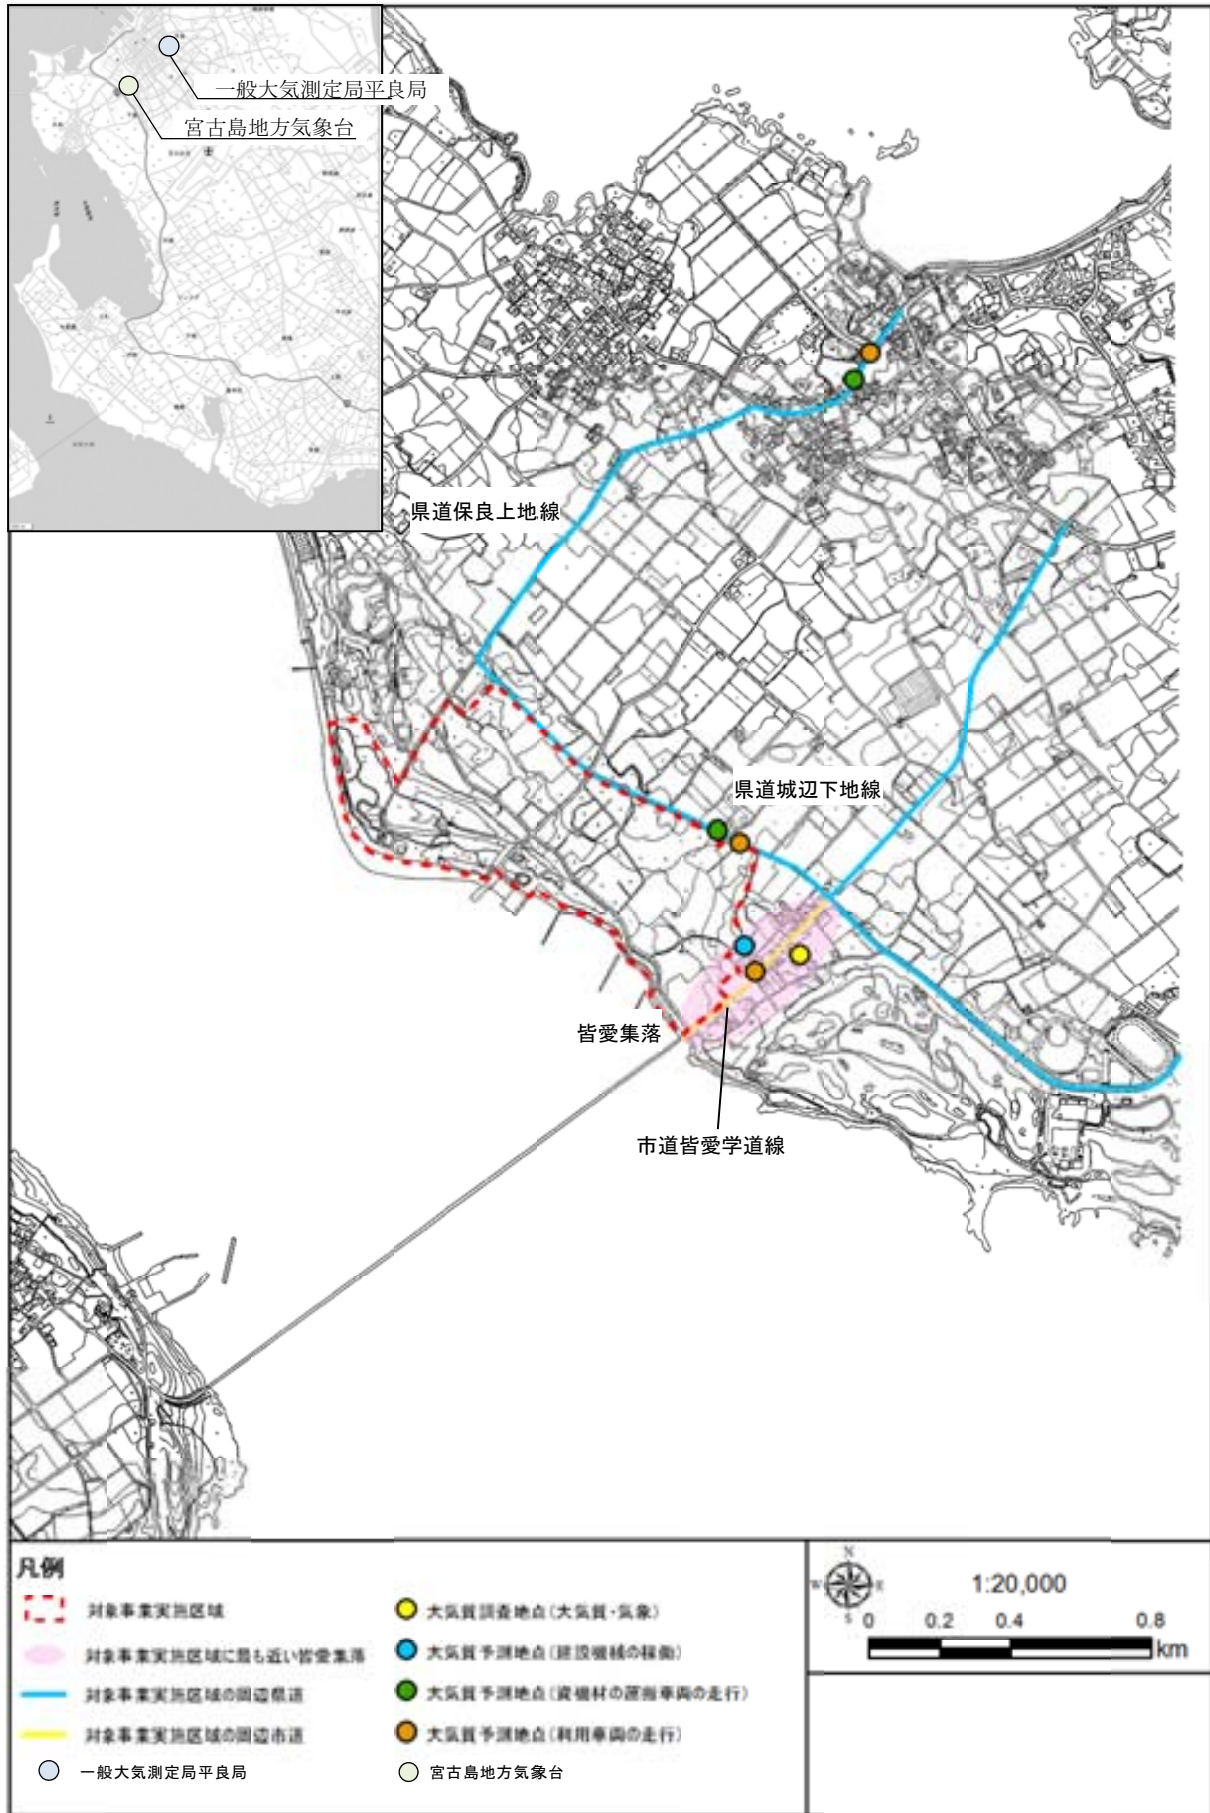 一般大気測定局平良局
宮古島地方気象台
県道保良上地線
県道城辺下地線
皆愛集落
市道皆愛学道線
凡例
対象事業実施区域
対象事業実施区域に最も近い皆愛集落
対象事業実施区域の周辺県道
対象事業実施区域の周辺市道
一般大気測定局平良局
大気質調査地点(大気質・気象)
大気質予測地点(建設機械の稼働)
大気質予測地点(資機材の運搬車両の走行)
大気質予測地点(利用車両の走行)
宮古島地方気象台
N
W E
S
1:20,000
0 0.2 0.4 0.8
km